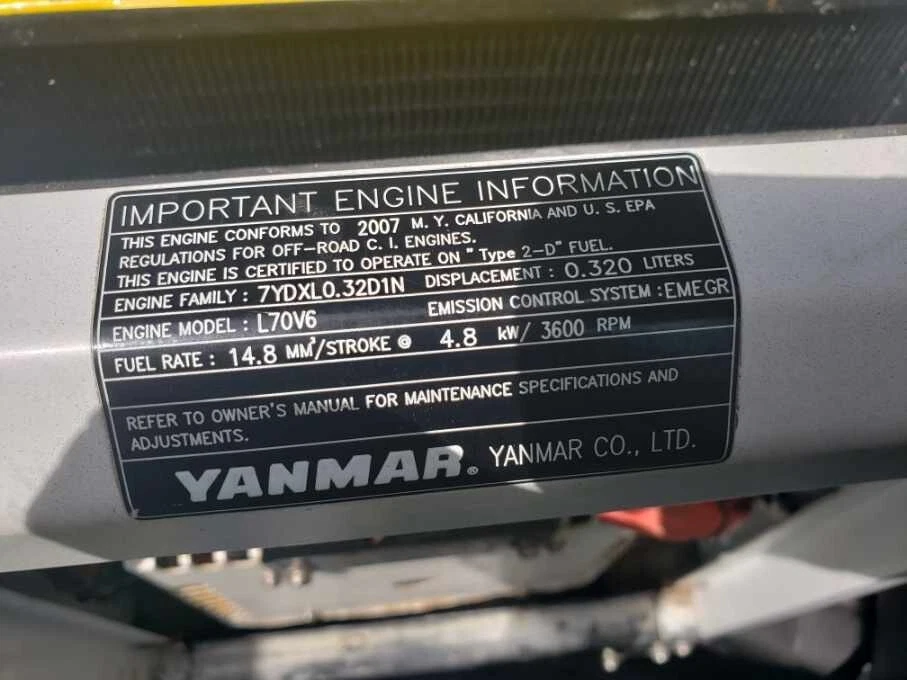 IMPORTANT ENGINE INFORMATION
THIS ENGINE CONFORMS TO 2007 M. Y. CALIFORNIA AND U. S. EPA
REGULATIONS FOR OFF-ROAD C. I. ENGINES.
THIS ENGINE IS CERTIFIED TO OPERATE ON " Type 2-D" FUEL.
ENGINE FAMILY : 7YDXL0.32D1N DISPLACEMENT : 0.320 LITERS
ENGINE MODEL : L70V6 EMISSION CONTROL SYSTEM : EMEGR
FUEL RATE : 14.8 MM³/STROKE @ 4.8 kW/ 3600 RPM
REFER TO OWNER'S MANUAL FOR MAINTENANCE SPECIFICATIONS AND
ADJUSTMENTS.
YANMAR® YANMAR CO., LTD.